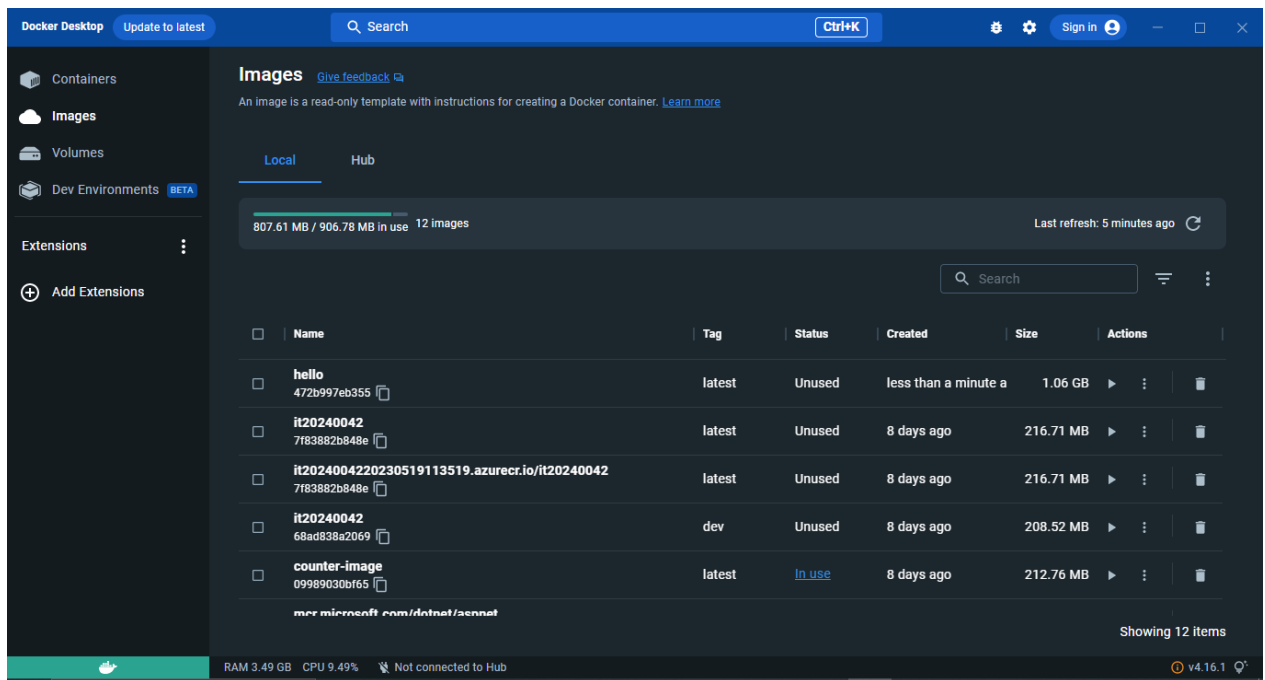 Docker Desktop Update to latest Search Ctrl+K Sign in
Containers
Images
Volumes
Dev Environments BETA
Extensions
Add Extensions
Images Give feedback
An image is a read-only template with instructions for creating a Docker container. Learn more
Local Hub
807.61 MB / 906.78 MB in use 12 images Last refresh: 5 minutes ago
Search
Name Tag Status Created Size Actions
hello
472b997eb355 latest Unused less than a minute a 1.06 GB
it20240042
7f83882b848e latest Unused 8 days ago 216.71 MB
it2024004220230519113519.azurecr.io/it20240042
7f83882b848e latest Unused 8 days ago 216.71 MB
it20240042
68ad838a2069 dev Unused 8 days ago 208.52 MB
counter-image
09989030bf65 latest In use 8 days ago 212.76 MB
mcr.microsoft.com/dotnet/aspnet
Showing 12 items
RAM 3.49 GB CPU 9.49% Not connected to Hub v4.16.1